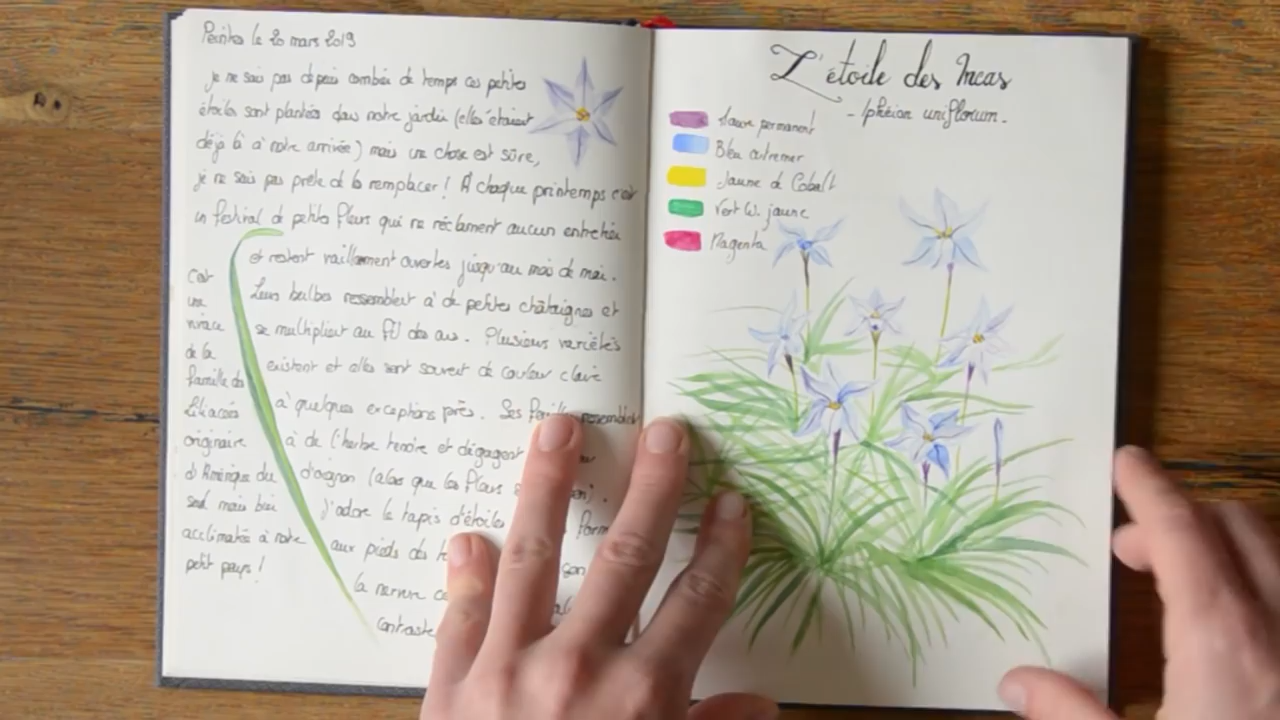 Peintes le 20 mars 2019
je ne sais pas depuis combien de temps ces petites
étoiles sont plantées dans notre jardin (elles étaient
déjà là à notre arrivée) mais une chose est sûre,
je ne suis pas prête de la remplacer ! À chaque printemps c'est
un festival de petites fleurs qui ne réclament aucun entretien
et restent vaillamment ouvertes jusqu'au mois de mai.
Leurs bulbes ressemblent à de petites châtaignes et
se multiplient au fil des ans. Plusieurs variétés
existent et elles sont souvent de couleur claire
à quelques exceptions près. Ses feuilles ressemblent
à de l'herbe tendre et dégagent
d'oignon (alors que les fleurs
J'adore le tapis d'étoiles
aux pieds des
la nervure
contraste
C'est
une
vivace
de la
famille des
liliacées
originaire
d'Amérique du
sud mais bien
acclimatée à notre
petit pays !
L'étoile des Incas
- Ipheion uniflorum -
Mauve permanent
Bleu outremer
Jaune de Cobalt
Vert W. jaune
Magenta